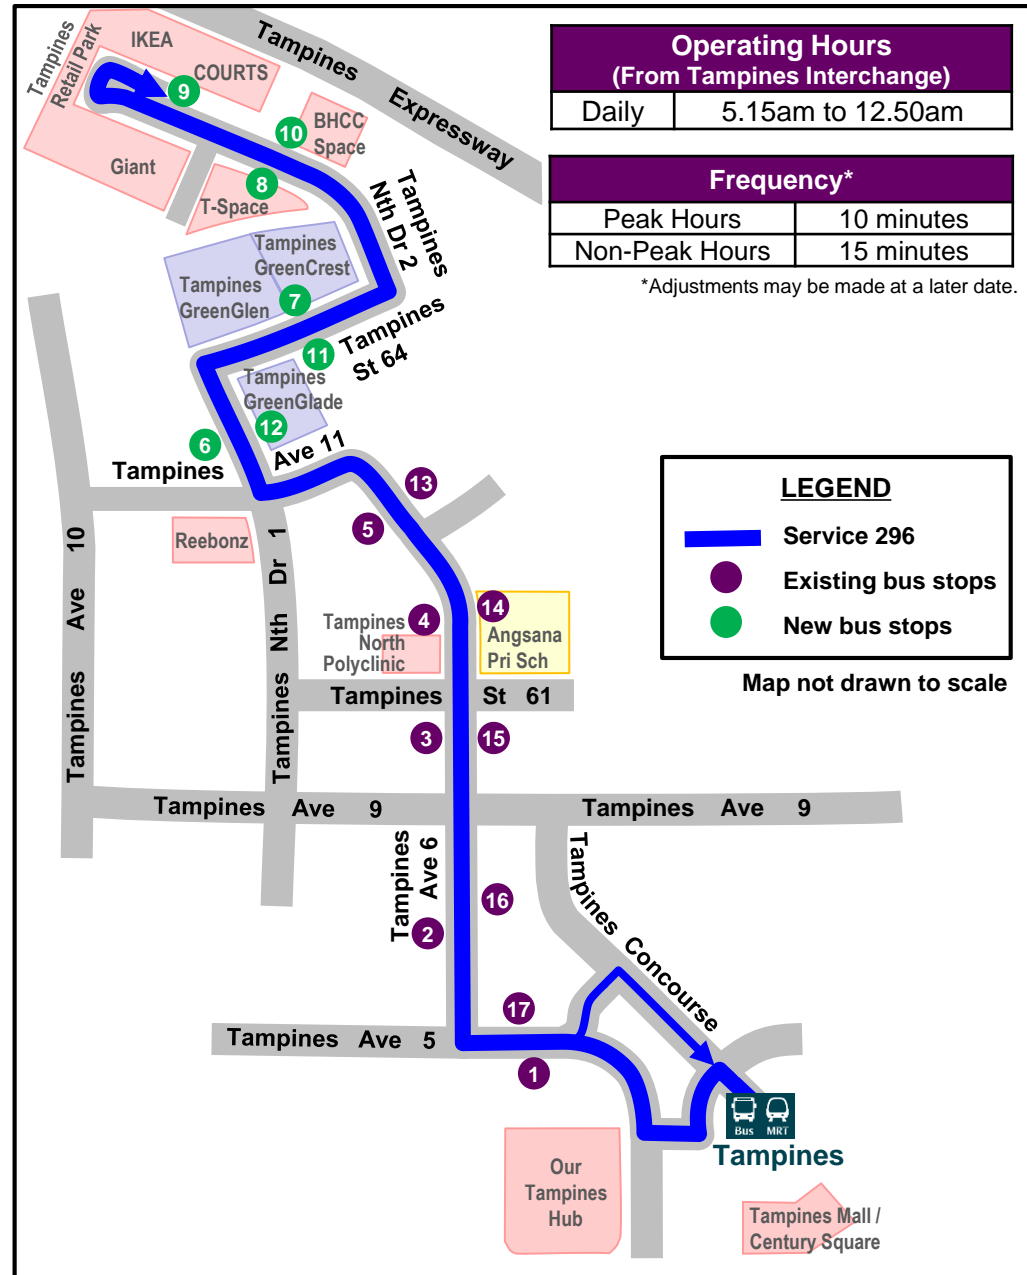 Tampines
Retail Park
IKEA
COURTS
9
Tampines
Expressway
10
BHCC
Space
Giant
8
T-Space
Tampines
Nth Dr 2
Tampines
GreenCrest
Tampines
GreenGlen
7
11
Tampines
St 64
Tampines
GreenGlade
12
6
Tampines
Ave 11
13
5
Reebonz
Tampines Ave 10
Tampines Nth Dr 1
4
14
Tampines
North
Polyclinic
Angsana
Pri Sch
Tampines St 61
3
15
Tampines Ave 9
Tampines Ave 9
Tampines
Ave 6
16
2
Tampines Concourse
17
Tampines Ave 5
1
Bus
MRT
Tampines
Our
Tampines
Hub
Tampines Mall /
Century Square
Operating Hours
(From Tampines Interchange)
Daily 5.15am to 12.50am
Frequency*
Peak Hours 10 minutes
Non-Peak Hours 15 minutes
*Adjustments may be made at a later date.
LEGEND
Service 296
Existing bus stops
New bus stops
Map not drawn to scale